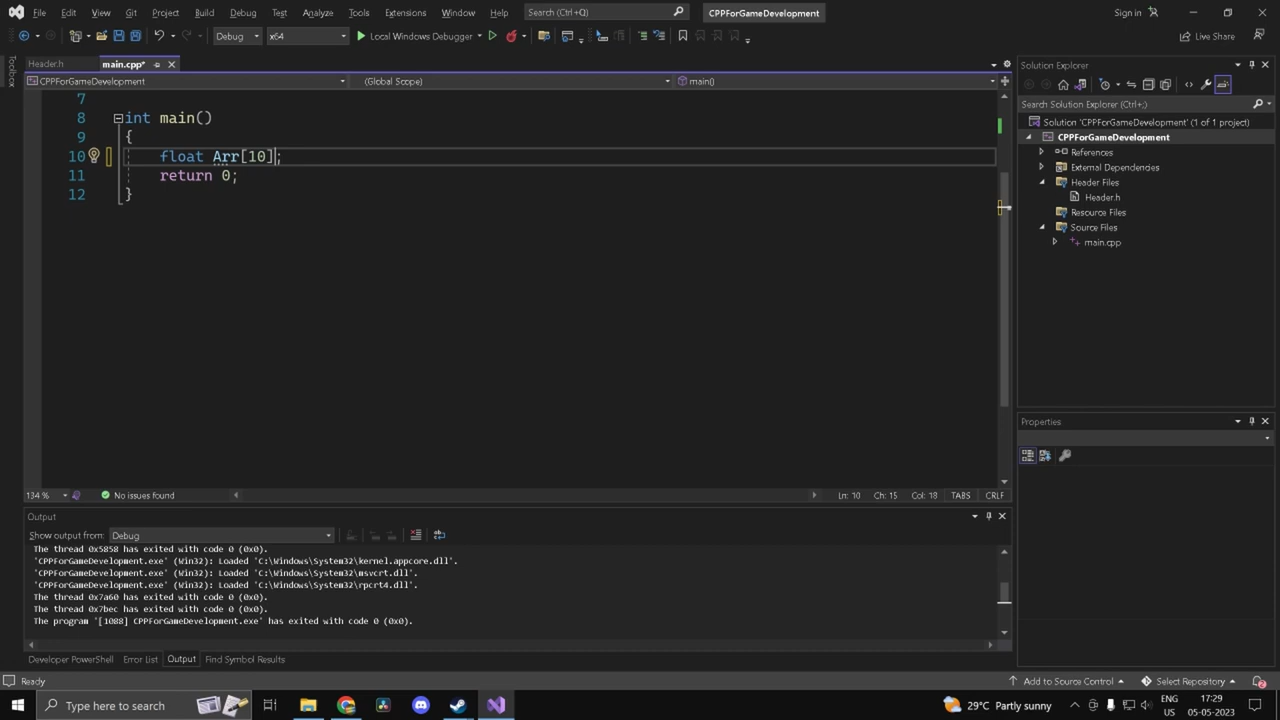 File Edit View Git Project Build Debug Test Analyze Tools Extensions Window Help Search (Ctrl+Q) CPPForGameDevelopment Sign in
Debug x64 Local Windows Debugger Live Share
Toolbox
Header.h main.cpp*
CPPForGameDevelopment (Global Scope) main()
7
8 int main()
9 {
10 float Arr[10];
11 return 0;
12 }
134 % No issues found Ln: 10 Ch: 15 Col: 18 TABS CRLF
Output
Show output from: Debug
The thread 0x5858 has exited with code 0 (0x0).
'CPPForGameDevelopment.exe' (Win32): Loaded 'C:\Windows\System32\kernel.appcore.dll'.
'CPPForGameDevelopment.exe' (Win32): Loaded 'C:\Windows\System32\msvcrt.dll'.
'CPPForGameDevelopment.exe' (Win32): Loaded 'C:\Windows\System32\rpcrt4.dll'.
The thread 0x7a60 has exited with code 0 (0x0).
The thread 0x7bec has exited with code 0 (0x0).
The program '[1088] CPPForGameDevelopment.exe' has exited with code 0 (0x0).
Developer PowerShell Error List Output Find Symbol Results
Solution Explorer
Search Solution Explorer (Ctrl+;)
Solution 'CPPForGameDevelopment' (1 of 1 project)
CPPForGameDevelopment
References
External Dependencies
Header Files
Header.h
Resource Files
Source Files
main.cpp
Properties
Ready Add to Source Control Select Repository 2
Type here to search 29°C Partly sunny ENG 17:29 05-05-2023